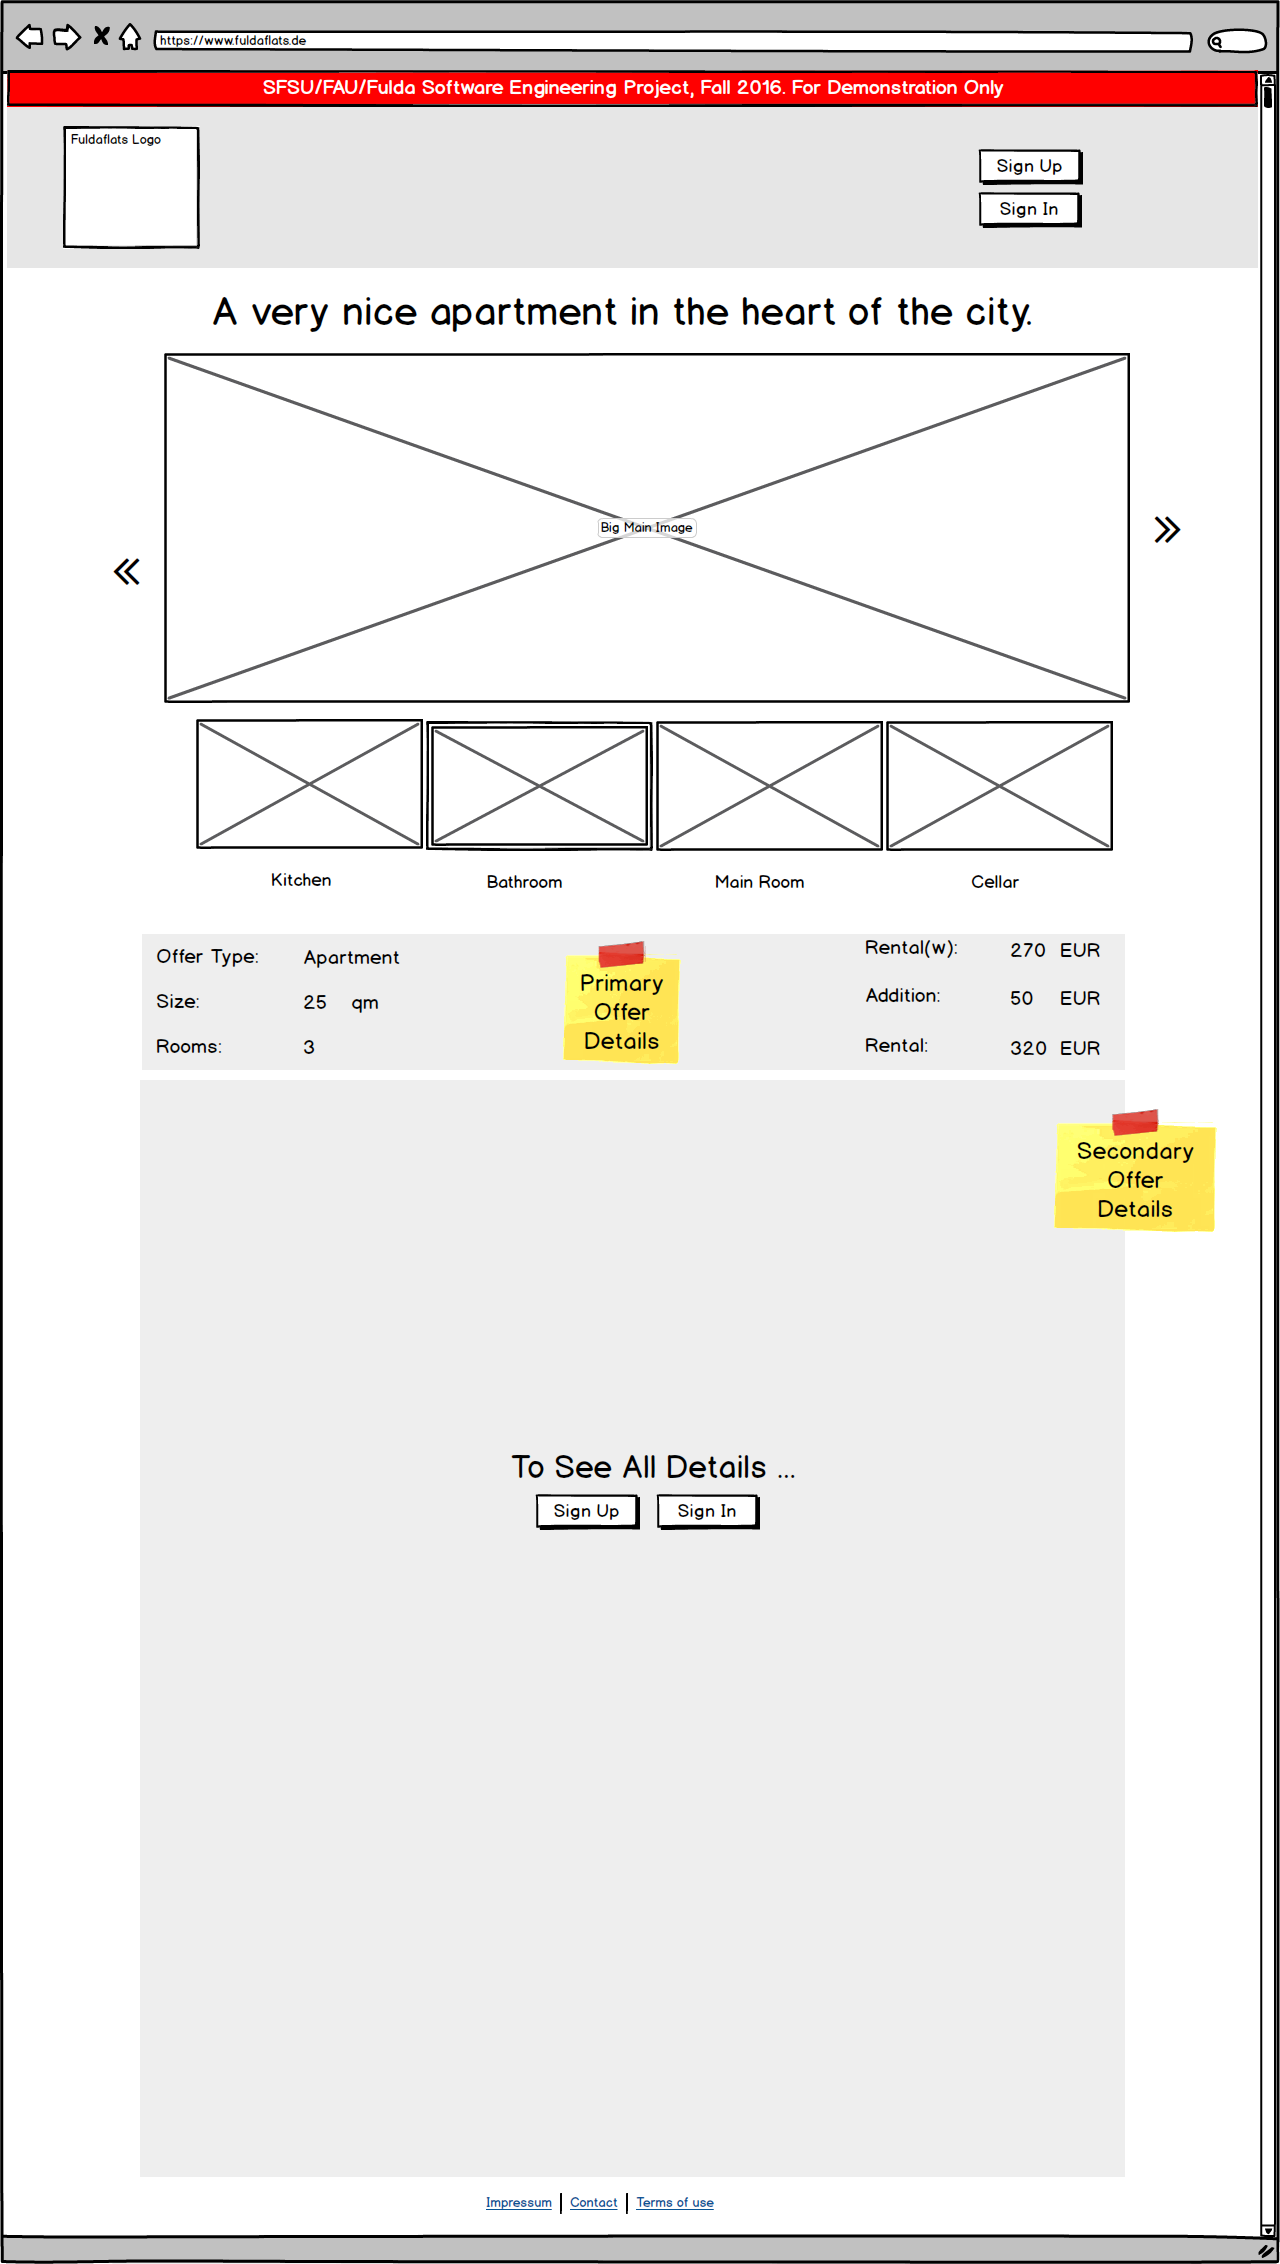 https://www.fuldaflats.de
SFSU/FAU/Fulda Software Engineering Project, Fall 2016. For Demonstration Only
Fuldaflats Logo
Sign Up
Sign In
A very nice apartment in the heart of the city.
Big Main Image
Kitchen
Bathroom
Main Room
Cellar
Offer Type: Apartment
Size: 25 qm
Rooms: 3
Primary
Offer
Details
Rental(w): 270 EUR
Addition: 50 EUR
Rental: 320 EUR
Secondary
Offer
Details
To See All Details ...
Sign Up Sign In
Impressum Contact Terms of use